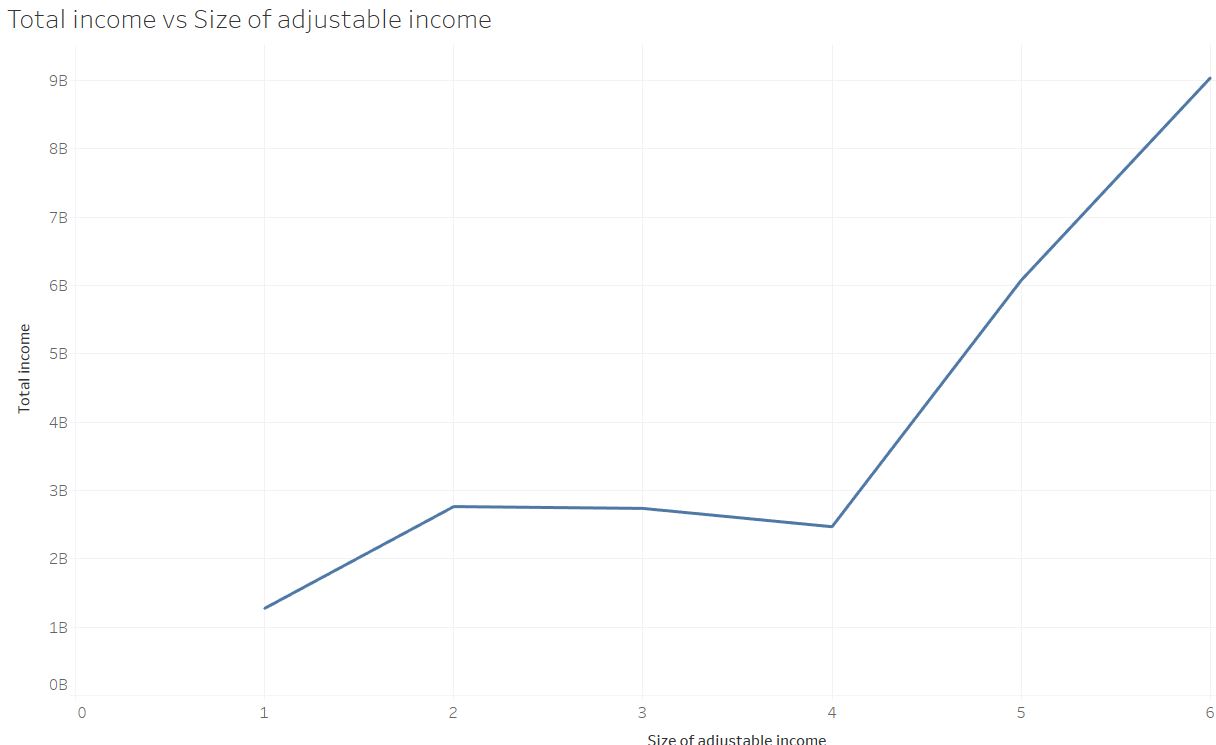 Total income vs Size of adjustable income
Total income
9B
8B
7B
6B
5B
4B
3B
2B
1B
0B
0 1 2 3 4 5 6
Size of adjustable income